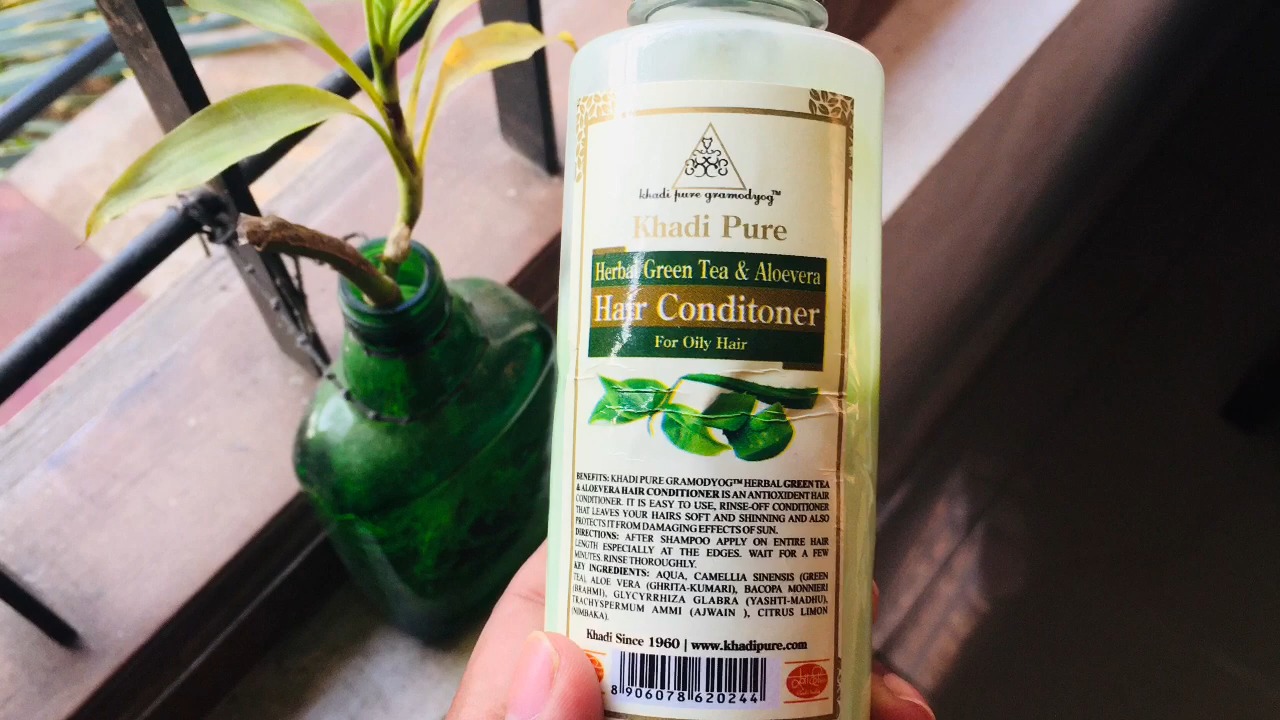 khadi pure gramodyog™
Khadi Pure
Herbal Green Tea & Aloevera
Hair Conditoner
For Oily Hair
BENEFITS: KHADI PURE GRAMODYOG™ HERBAL GREEN TEA
& ALOEVERA HAIR CONDITIONER IS AN ANTIOXIDENT HAIR
CONDITIONER. IT IS EASY TO USE, RINSE-OFF CONDITIONER
THAT LEAVES YOUR HAIRS SOFT AND SHINNING AND ALSO
PROTECTS IT FROM DAMAGING EFFECTS OF SUN.
DIRECTIONS: AFTER SHAMPOO APPLY ON ENTIRE HAIR
LENGTH ESPECIALLY AT THE EDGES. WAIT FOR A FEW
MINUTES. RINSE THOROUGHLY.
KEY INGREDIENTS: AQUA, CAMELLIA SINENSIS (GREEN
TEA), ALOE VERA (GHRITA-KUMARI), BACOPA MONNIERI
(BRAHMI), GLYCYRRHIZA GLABRA (YASHTI-MADHU),
TRACHYSPERMUM AMMI (AJWAIN ), CITRUS LIMON
(NIMBAKA).
Khadi Since 1960 | www.khadipure.com
8 906078 620244